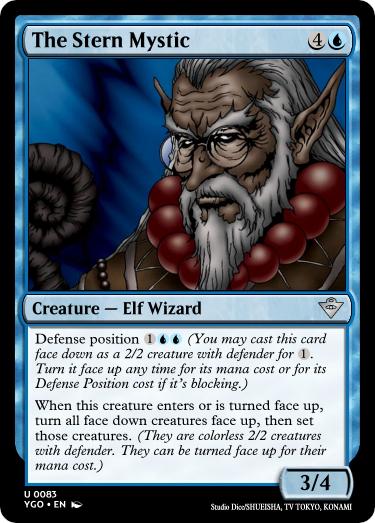 The Stern Mystic 4
Creature — Elf Wizard
Defense position 1 (You may cast this card
face down as a 2/2 creature with defender for 1.
Turn it face up any time for its mana cost or for its
Defense Position cost if it's blocking.)
When this creature enters or is turned face up,
turn all face down creatures face up, then set
those creatures. (They are colorless 2/2 creatures
with defender. They can be turned face up for their
mana cost.)
3/4
U 0083
YGO • EN
Studio Dice/SHUEISHA, TV TOKYO, KONAMI